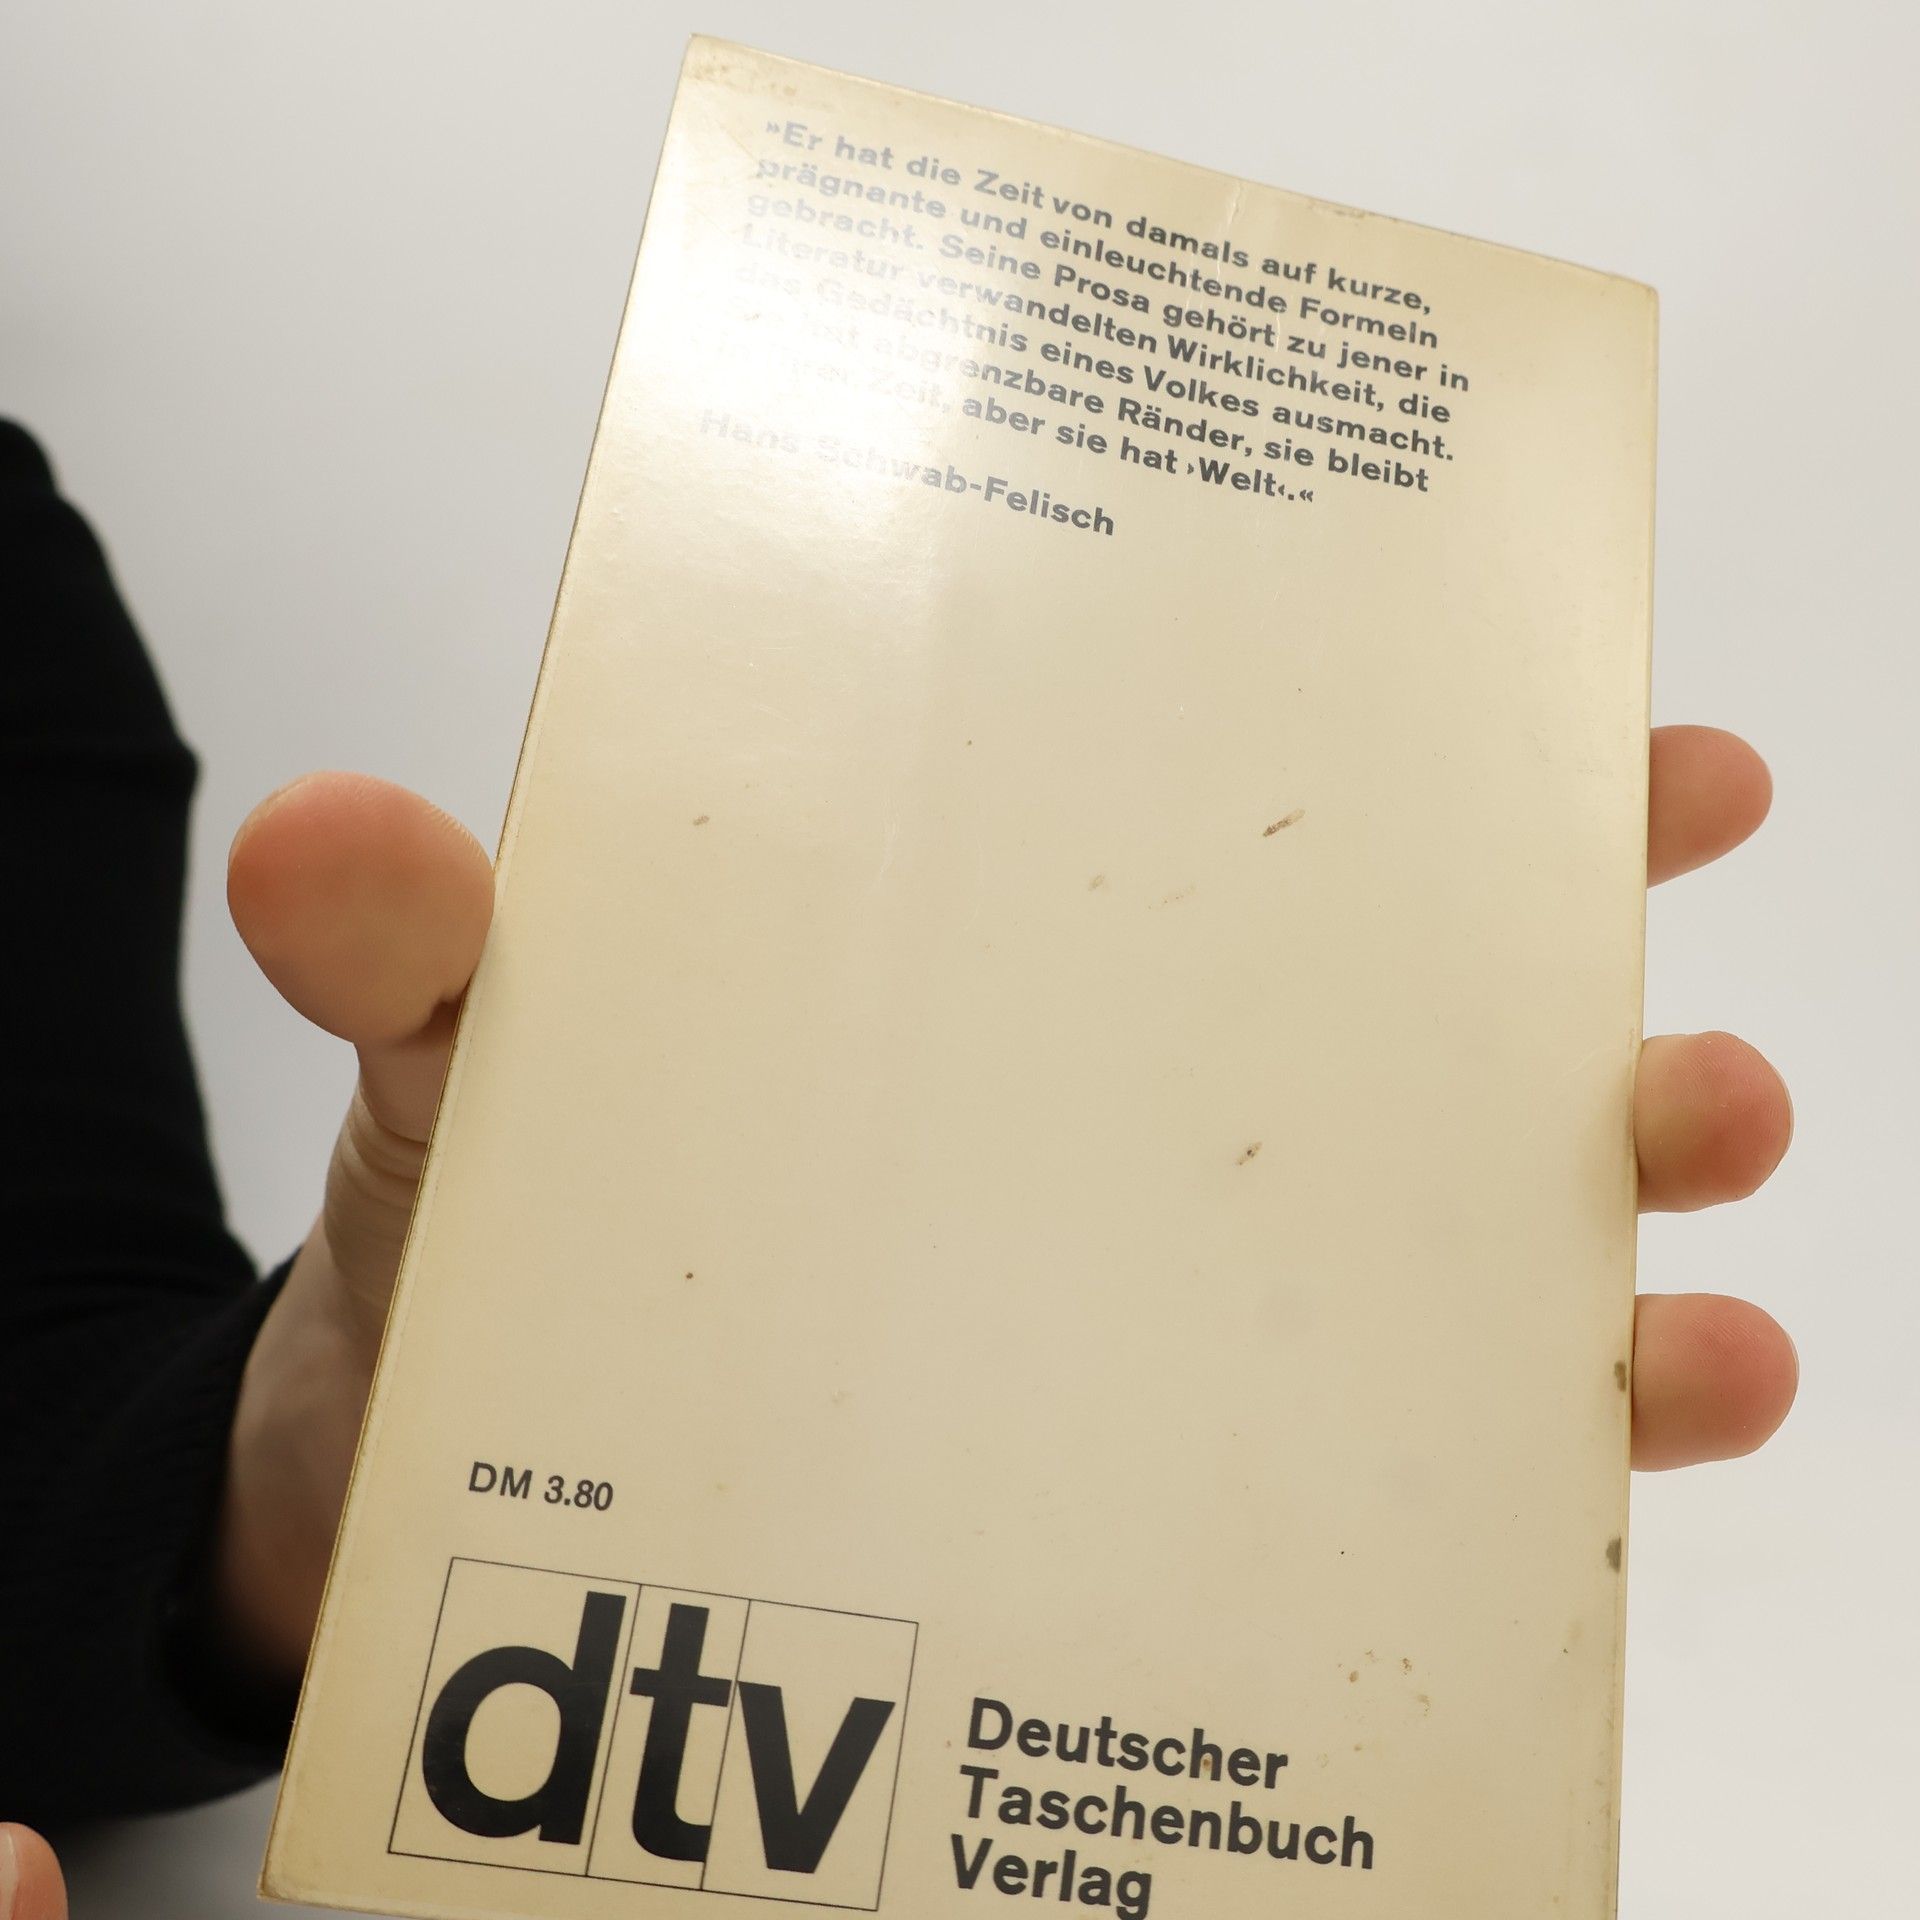 »Er hat die Zeit von damals auf kurze,
prägnante und einleuchtende Formeln
gebracht. Seine Prosa gehört zu jener in
Literatur verwandelten Wirklichkeit, die
das Gedächtnis eines Volkes ausmacht.
abgrenzbare Ränder, sie bleibt
Zeit, aber sie hat ›Welt‹.«
Hans Schwab-Felisch
DM 3.80
dtv
Deutscher
Taschenbuch
Verlag